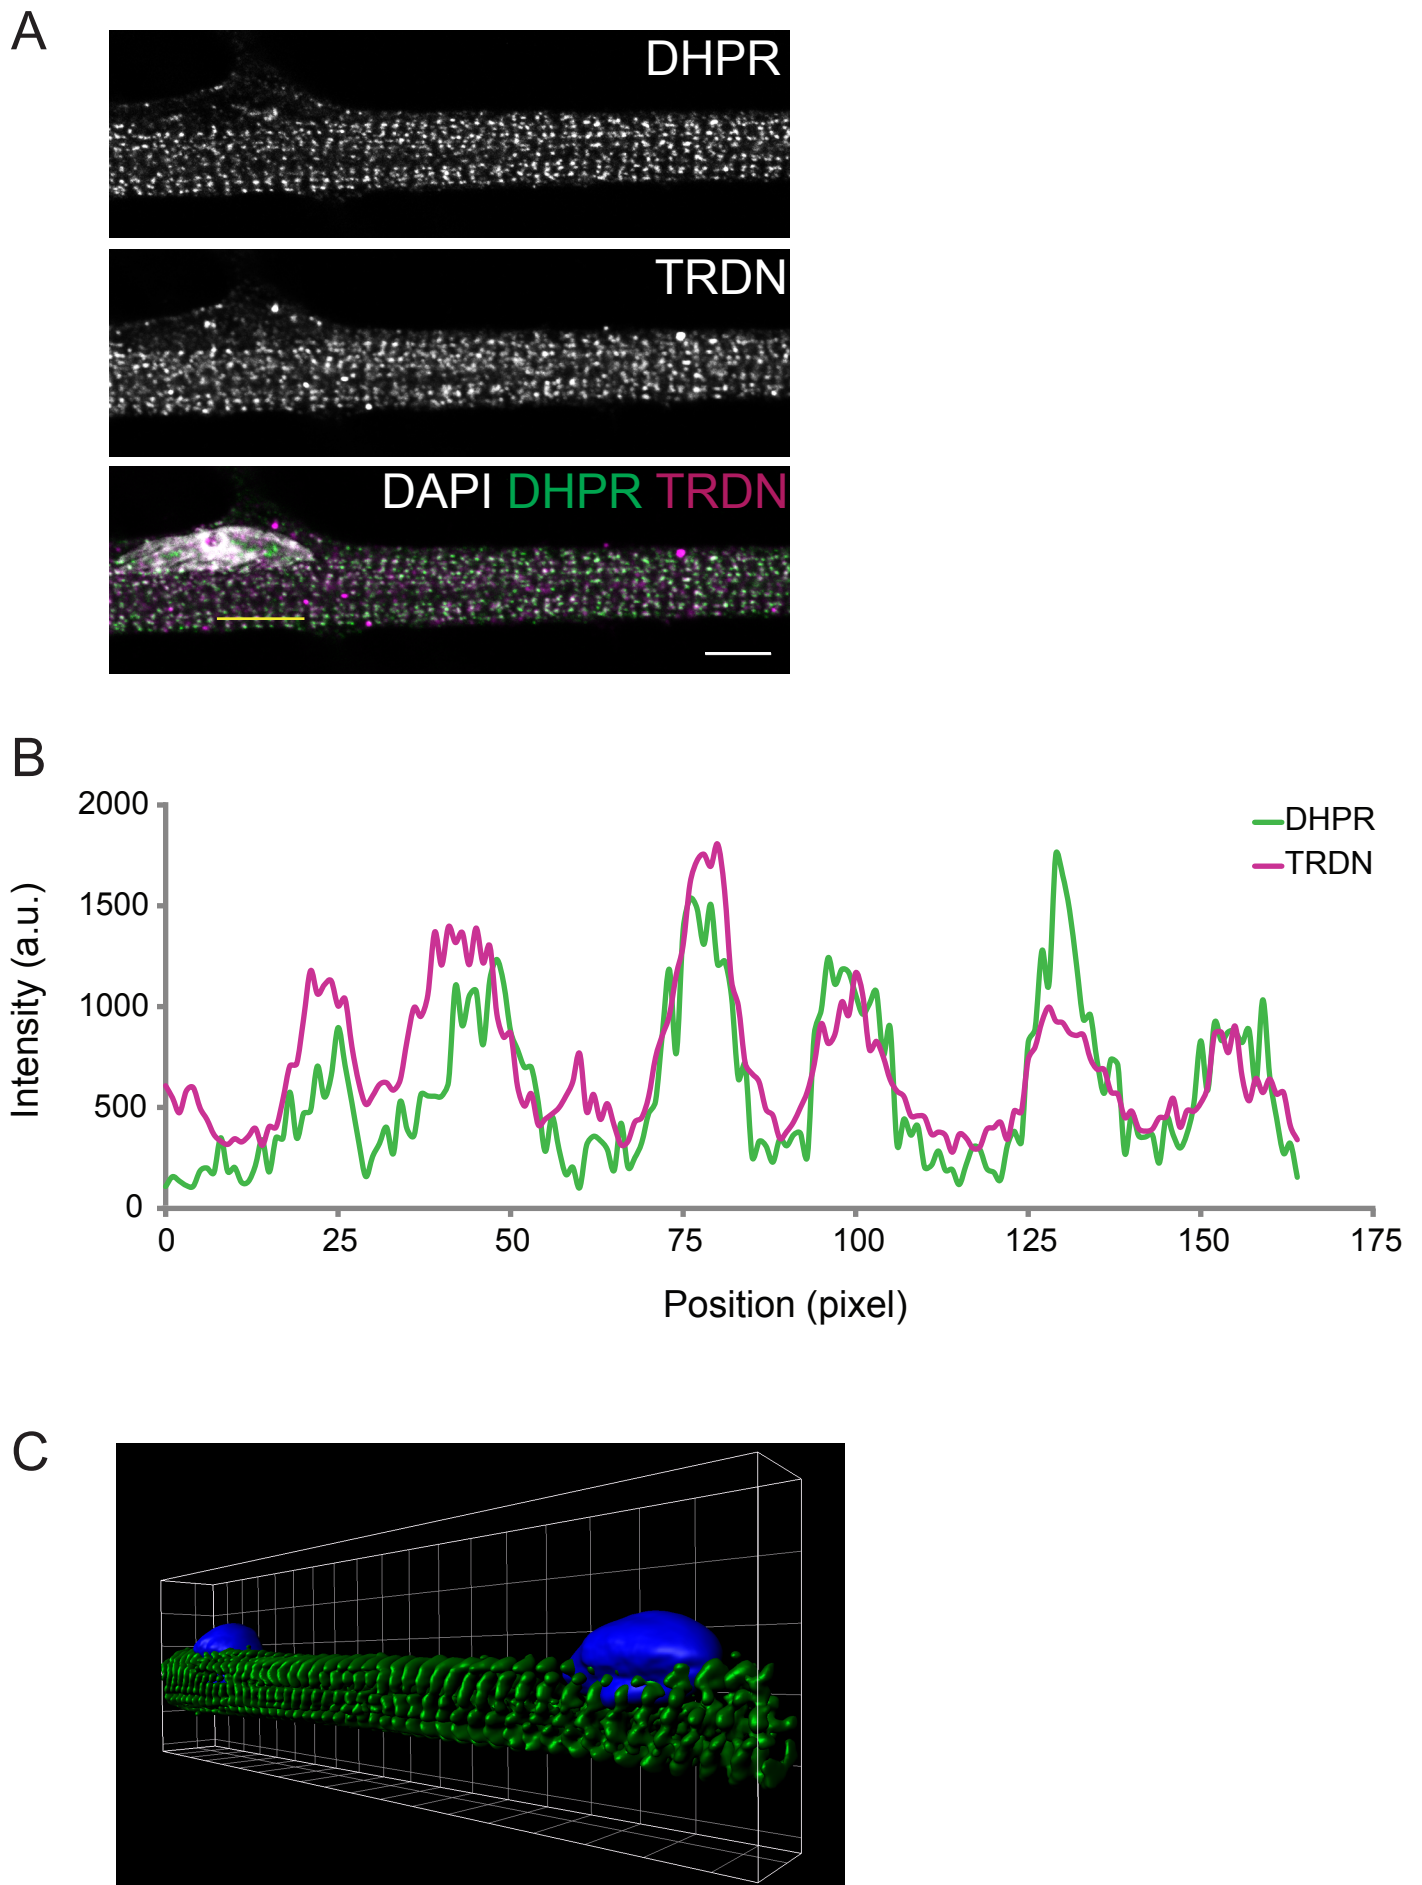 A
DHPR
TRDN
DAPI DHPR TRDN
B
2000
1500
1000
500
0
0 25 50 75 100 125 150 175
Intensity (a.u.)
Position (pixel)
DHPR
TRDN
C